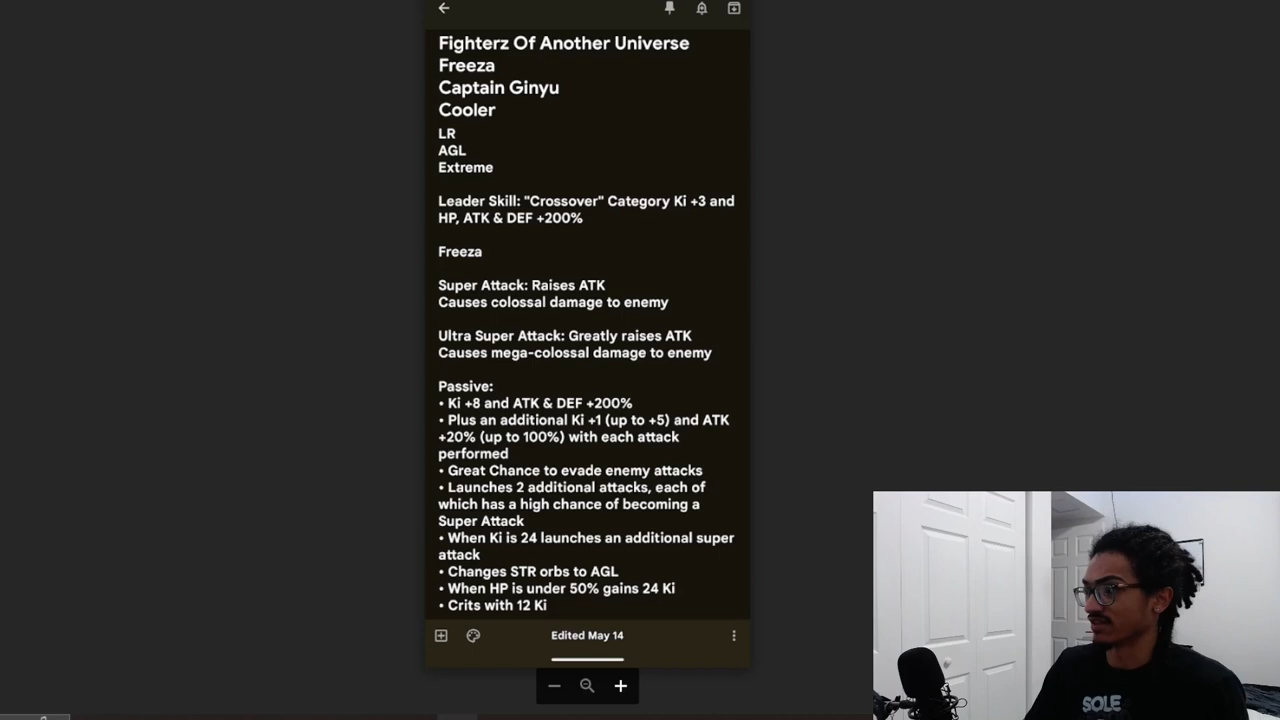 Fighterz Of Another Universe
Freeza
Captain Ginyu
Cooler
LR
AGL
Extreme
Leader Skill: "Crossover" Category Ki +3 and
HP, ATK & DEF +200%
Freeza
Super Attack: Raises ATK
Causes colossal damage to enemy
Ultra Super Attack: Greatly raises ATK
Causes mega-colossal damage to enemy
Passive:
• Ki +8 and ATK & DEF +200%
• Plus an additional Ki +1 (up to +5) and ATK
+20% (up to 100%) with each attack
performed
• Great Chance to evade enemy attacks
• Launches 2 additional attacks, each of
which has a high chance of becoming a
Super Attack
• When Ki is 24 launches an additional super
attack
• Changes STR orbs to AGL
• When HP is under 50% gains 24 Ki
• Crits with 12 Ki
Edited May 14
SOLE